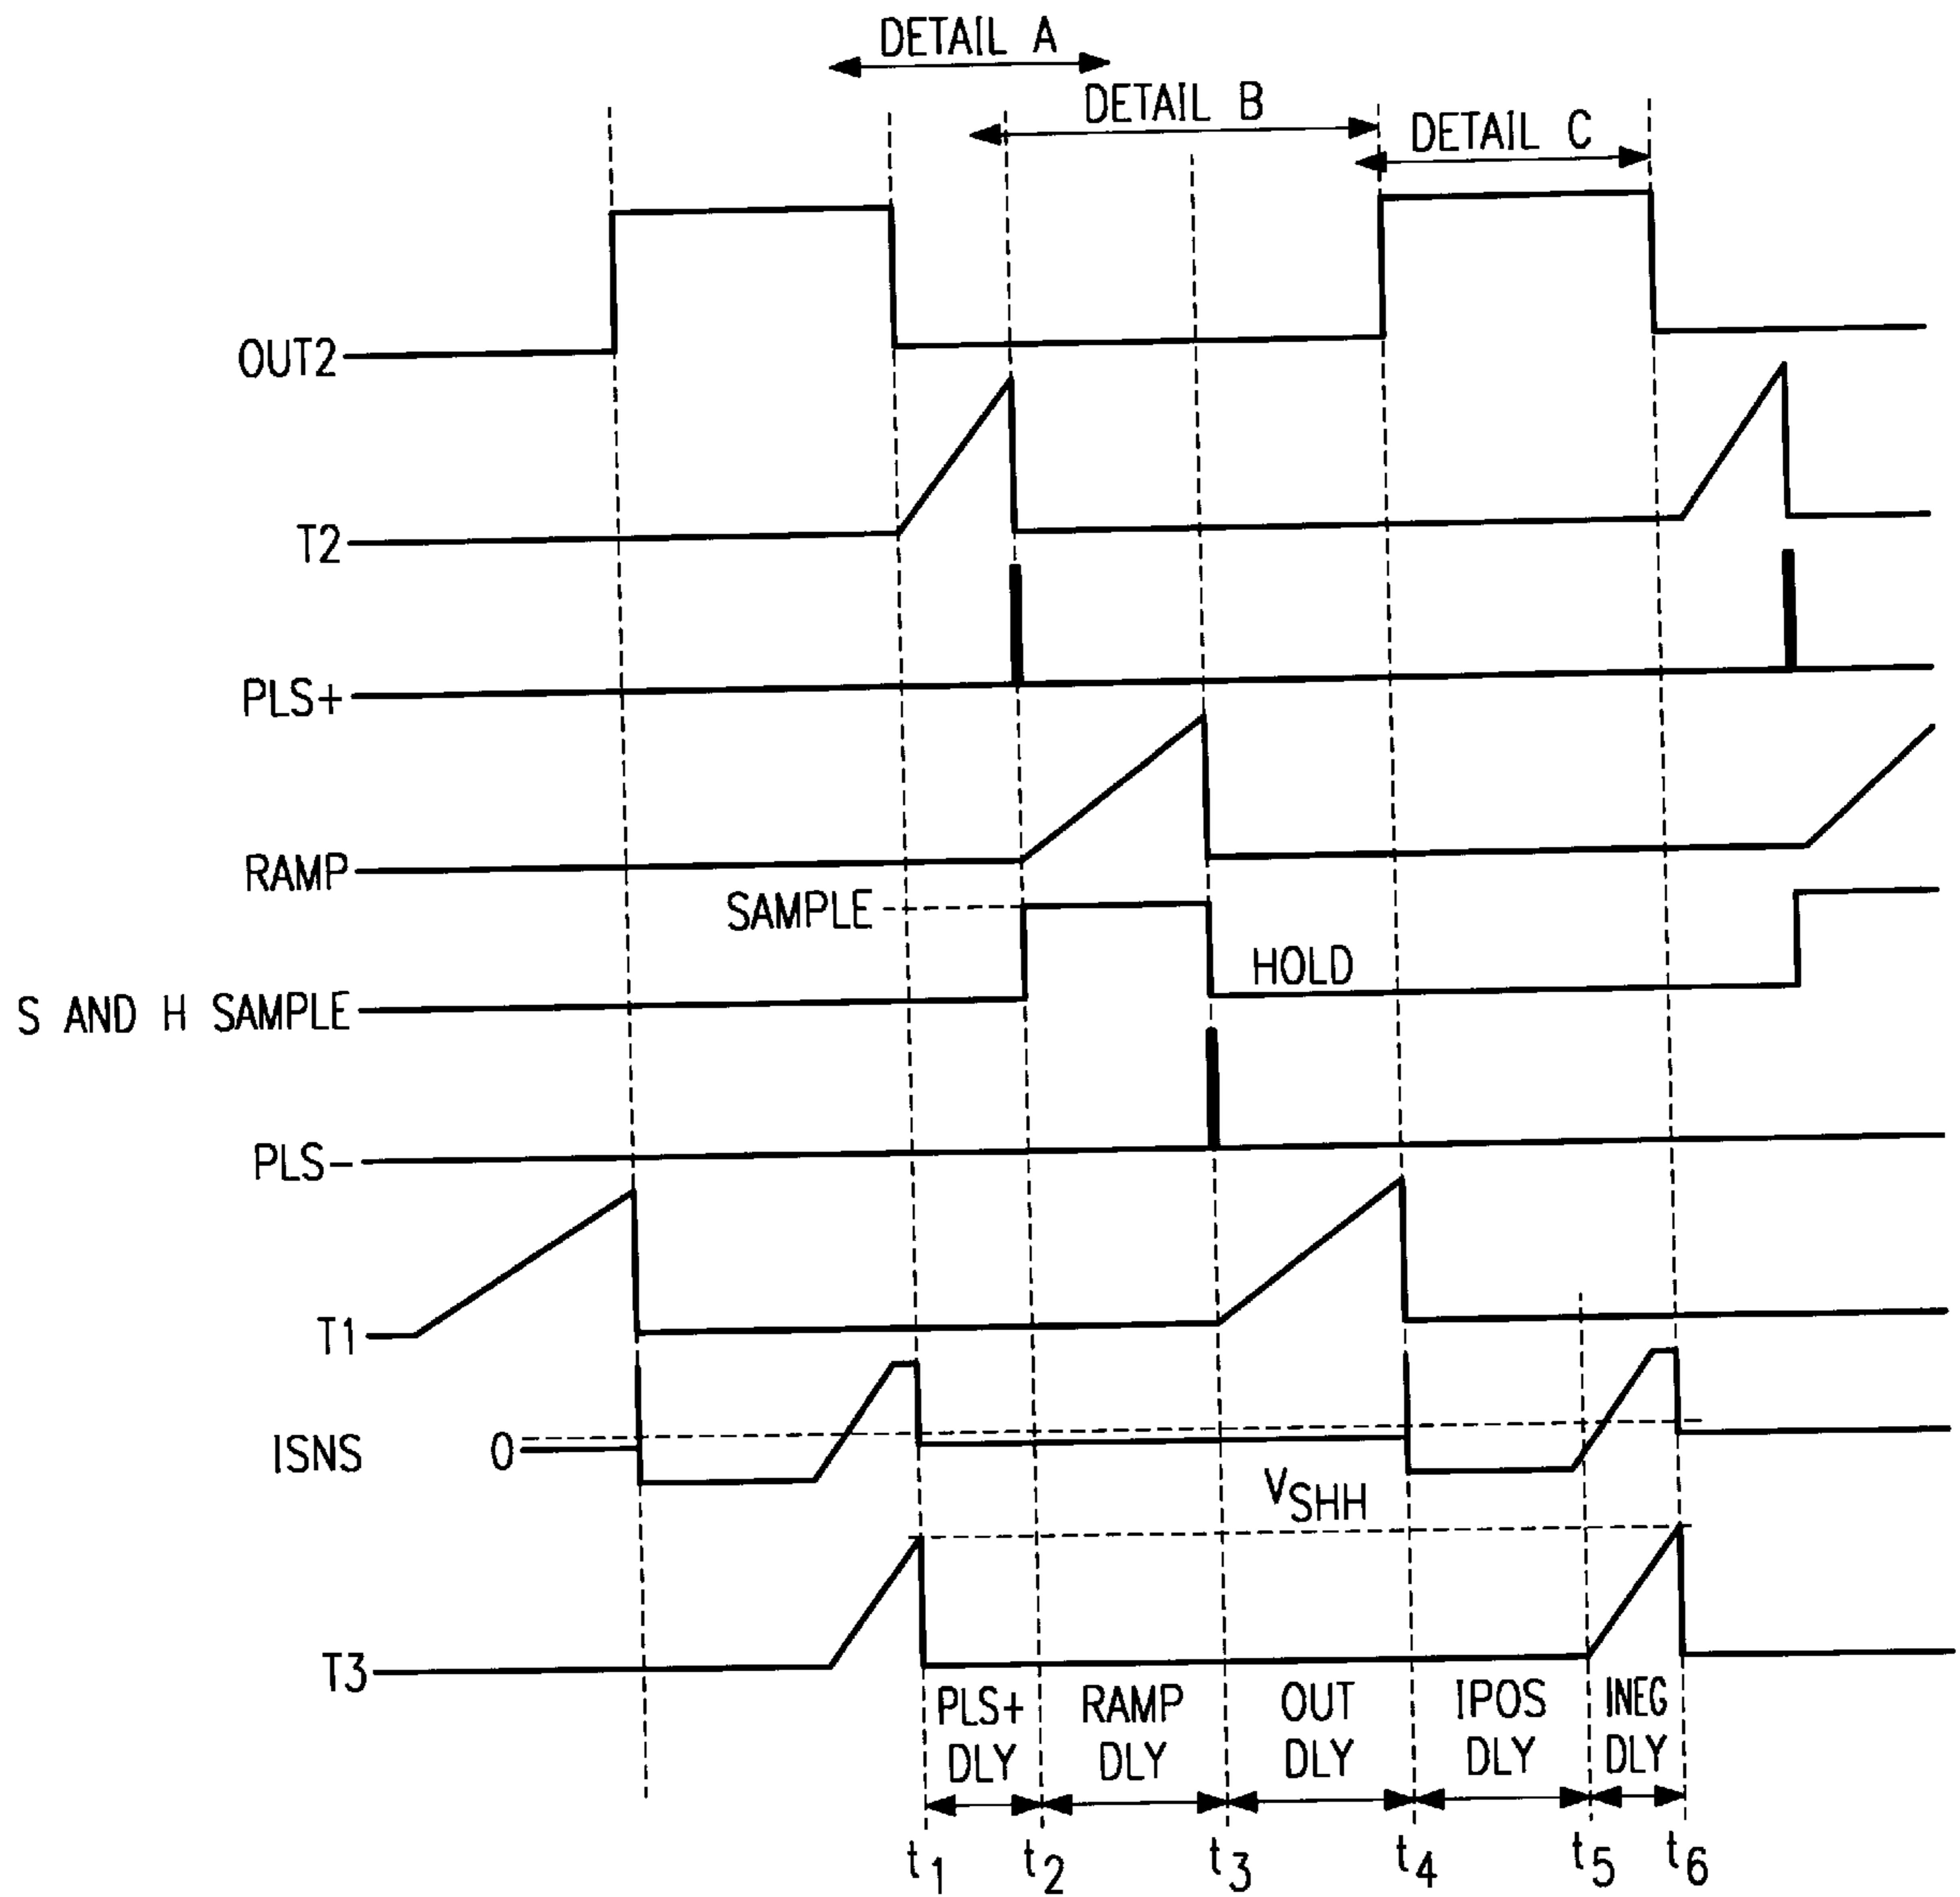 DETAIL A
DETAIL B
DETAIL C
OUT2
T2
PLS+
RAMP
SAMPLE
HOLD
S AND H SAMPLE
PLS-
T1
ISNS 0
VSHH
T3
PLS+ DLY
RAMP DLY
OUT DLY
IPOS DLY
INEG DLY
t1 t2 t3 t4 t5 t6